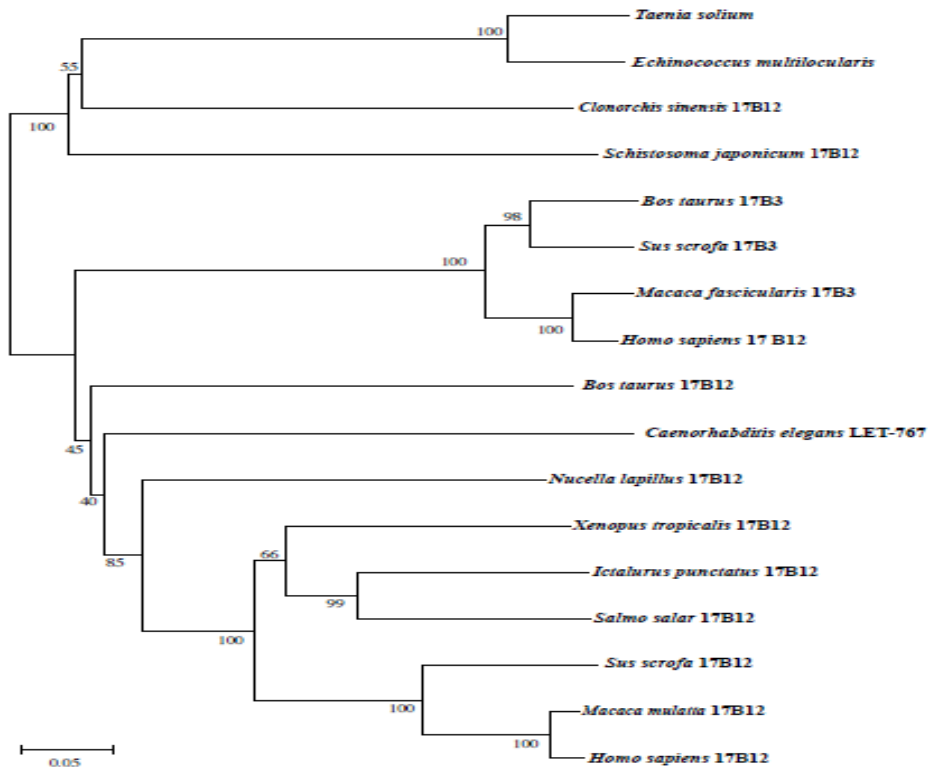 Taenia solium
100
Echinococcus multilocularis
55
Clonorchis sinensis 17B12
100
Schistosoma japonicum 17B12
Bos taurus 17B3
98
Sus scrofa 17B3
100
Macaca fascicularis 17B3
100
Homo sapiens 17 B12
Bos taurus 17B12
Caenorhabditis elegans LET-767
45
Nucella lapillus 17B12
40
Xenopus tropicalis 17B12
66
85
Ictalurus punctatus 17B12
99
Salmo salar 17B12
100
Sus scrofa 17B12
100
Macaca mulatta 17B12
100
Homo sapiens 17B12
0.05